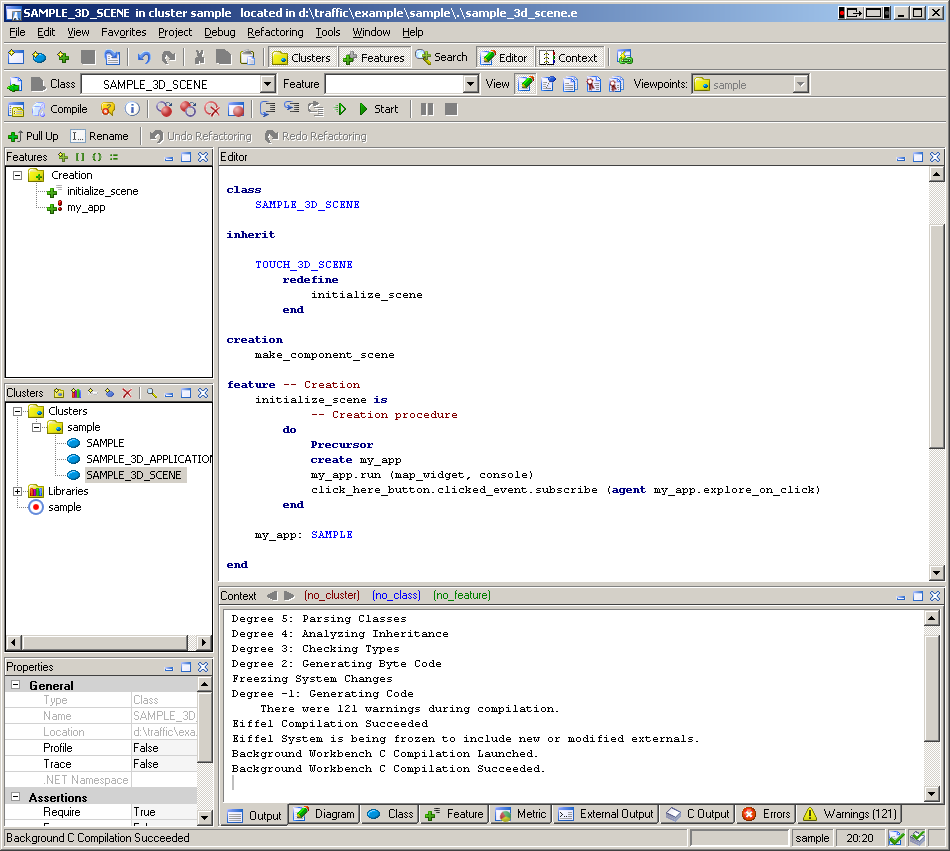 SAMPLE_3D_SCENE in cluster sample located in d:\traffic\example\sample\.\sample_3d_scene.e
File Edit View Favorites Project Debug Refactoring Tools Window Help
Clusters Features Search Editor Context
Class SAMPLE_3D_SCENE Feature View Viewpoints: sample
Compile Start
Pull Up Rename Undo Refactoring Redo Refactoring
Features
Creation
initialize_scene
my_app
Clusters
Clusters
sample
SAMPLE
SAMPLE_3D_APPLICATION
SAMPLE_3D_SCENE
Libraries
sample
Properties
General
Type Class
Name SAMPLE_3D
Location d:\traffic\exa
Profile False
Trace False
.NET Namespace
Assertions
Require True
Editor
class
SAMPLE_3D_SCENE
inherit
TOUCH_3D_SCENE
redefine
initialize_scene
end
creation
make_component_scene
feature -- Creation
initialize_scene is
-- Creation procedure
do
Precursor
create my_app
my_app.run (map_widget, console)
click_here_button.clicked_event.subscribe (agent my_app.explore_on_click)
end
my_app: SAMPLE
end
Context (no_cluster) (no_class) (no_feature)
Degree 5: Parsing Classes
Degree 4: Analyzing Inheritance
Degree 3: Checking Types
Degree 2: Generating Byte Code
Freezing System Changes
Degree -1: Generating Code
There were 121 warnings during compilation.
Eiffel Compilation Succeeded
Eiffel System is being frozen to include new or modified externals.
Background Workbench C Compilation Launched.
Background Workbench C Compilation Succeeded.
Output Diagram Class Feature Metric External Output C Output Errors Warnings (121)
Background C Compilation Succeeded sample 20:20